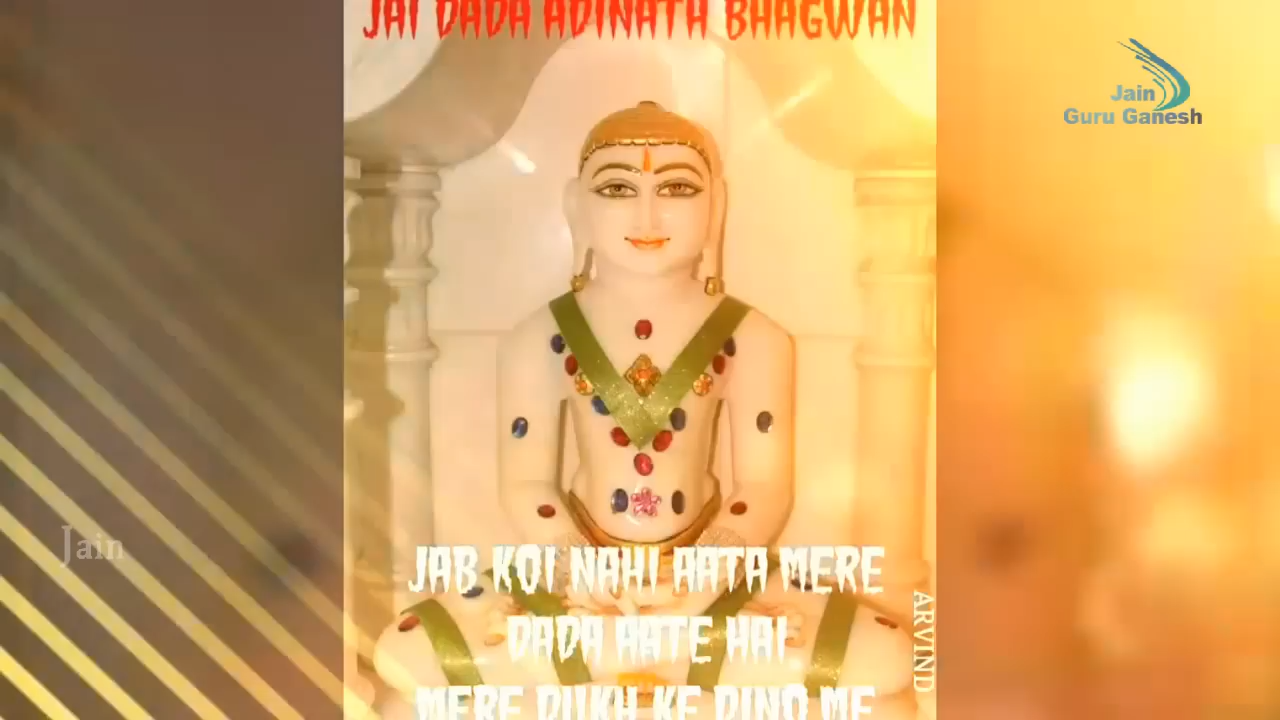 JAI DADA ADINATH BHAGWAN
Jain
Guru Ganesh
Jain
JAB KOI NAHI AATA MERE
DADA AATE HAI
MERE DUKH KE DINO ME
ARVIND